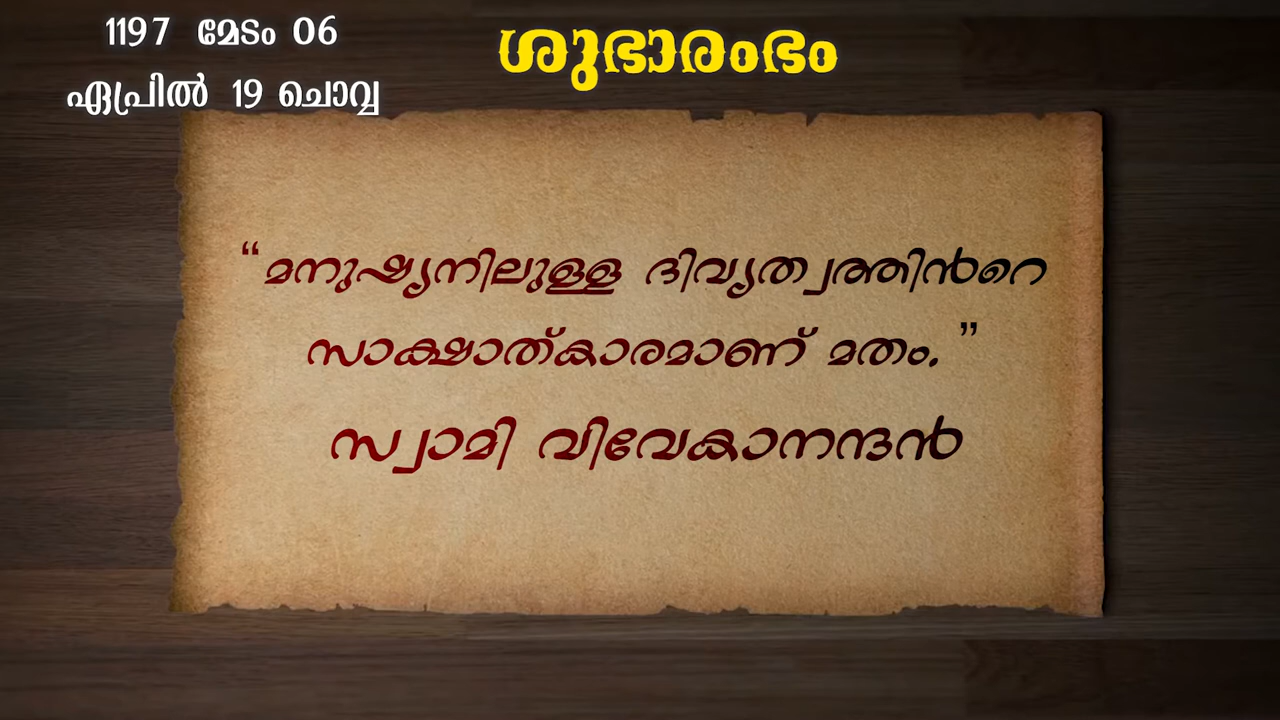 1197 മേടം 06
ഏപ്രിൽ 19 ചൊവ്വ
ശുഭാരംഭം
“മനുഷ്യനിലുള്ള ദിവ്യത്വത്തിൻറെ
സാക്ഷാത്കാരമാണ് മതം.”
സ്വാമി വിവേകാനന്ദൻ